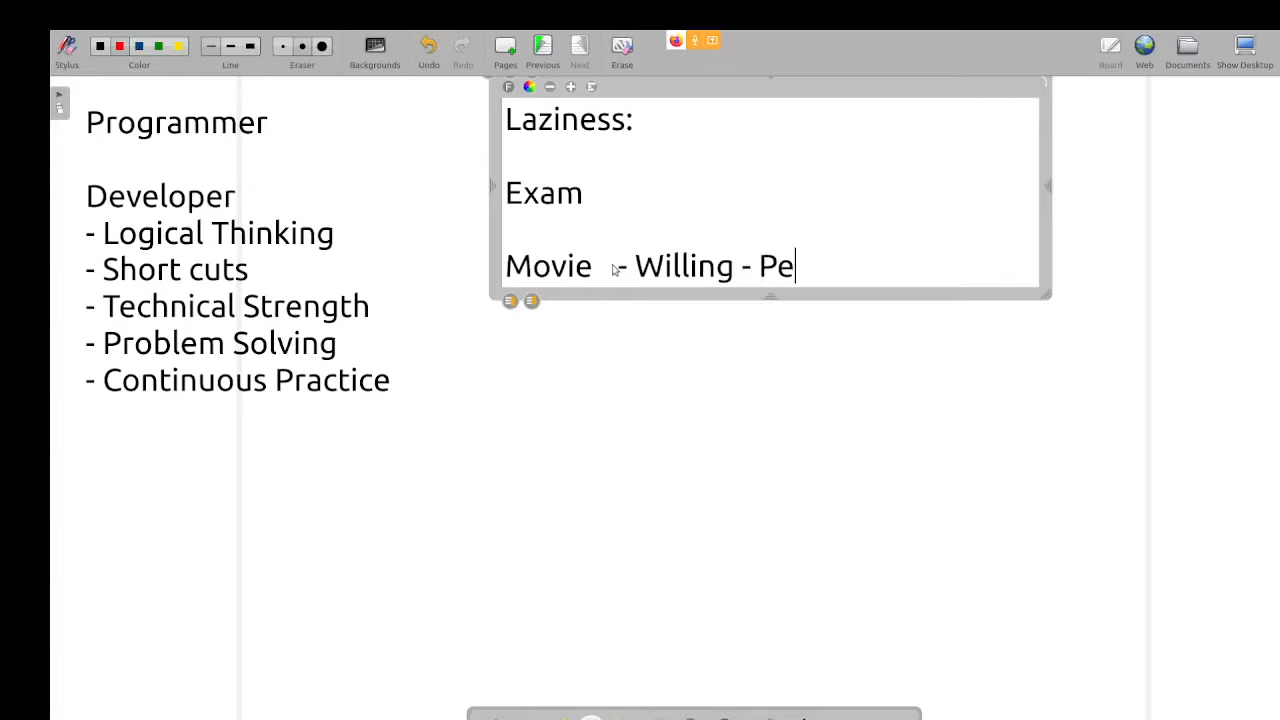 Stylus
Color
Line
Eraser
Backgrounds
Undo
Redo
Pages
Previous
Next
Erase
Board
Web
Documents
Show Desktop
Programmer
Developer
- Logical Thinking
- Short cuts
- Technical Strength
- Problem Solving
- Continuous Practice
F
Laziness:
Exam
Movie - Willing - Pe